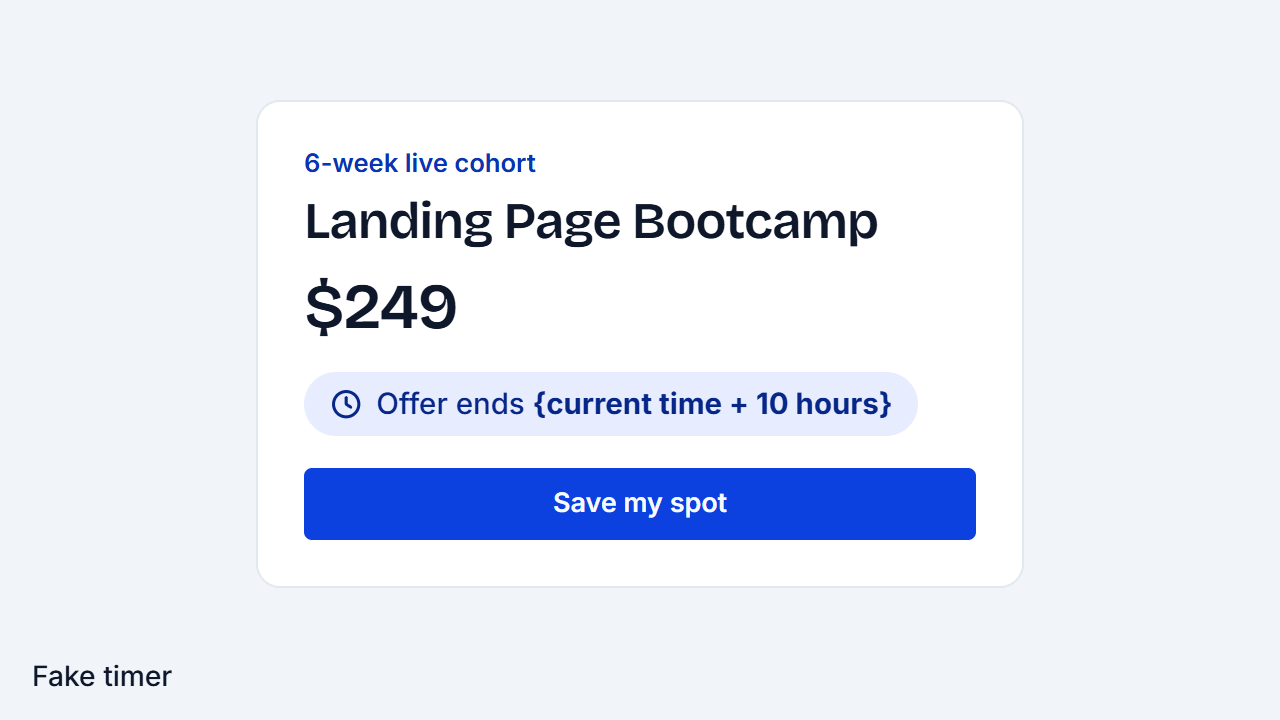 6-week live cohort
Landing Page Bootcamp
$249
Offer ends {current time + 10 hours}
Save my spot
Fake timer